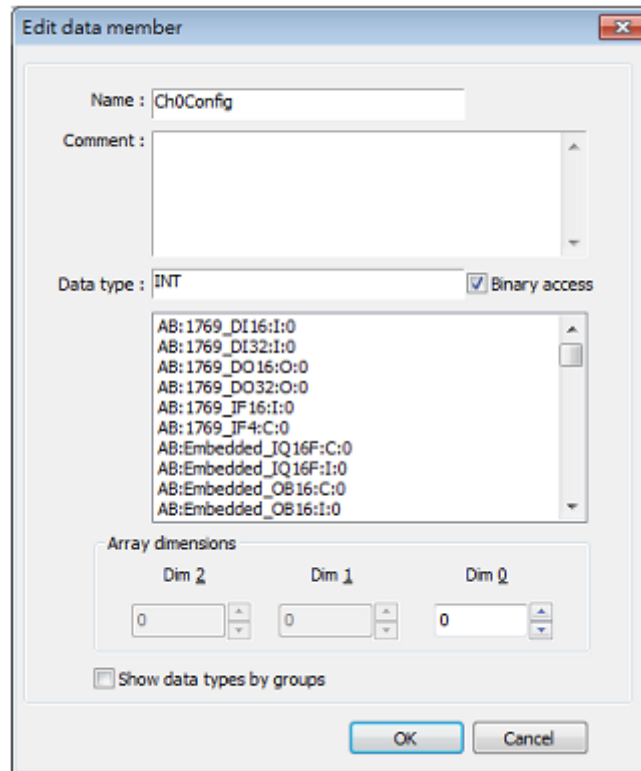 Edit data member
Name : Ch0Config
Comment :
Data type : INT Binary access
AB:1769_DI16:I:0
AB:1769_DI32:I:0
AB:1769_DO16:O:0
AB:1769_DO32:O:0
AB:1769_IF16:I:0
AB:1769_IF4:C:0
AB:Embedded_IQ16F:C:0
AB:Embedded_IQ16F:I:0
AB:Embedded_OB16:C:0
AB:Embedded_OB16:I:0
Array dimensions
Dim 2 Dim 1 Dim 0
0 0 0
Show data types by groups
OK Cancel